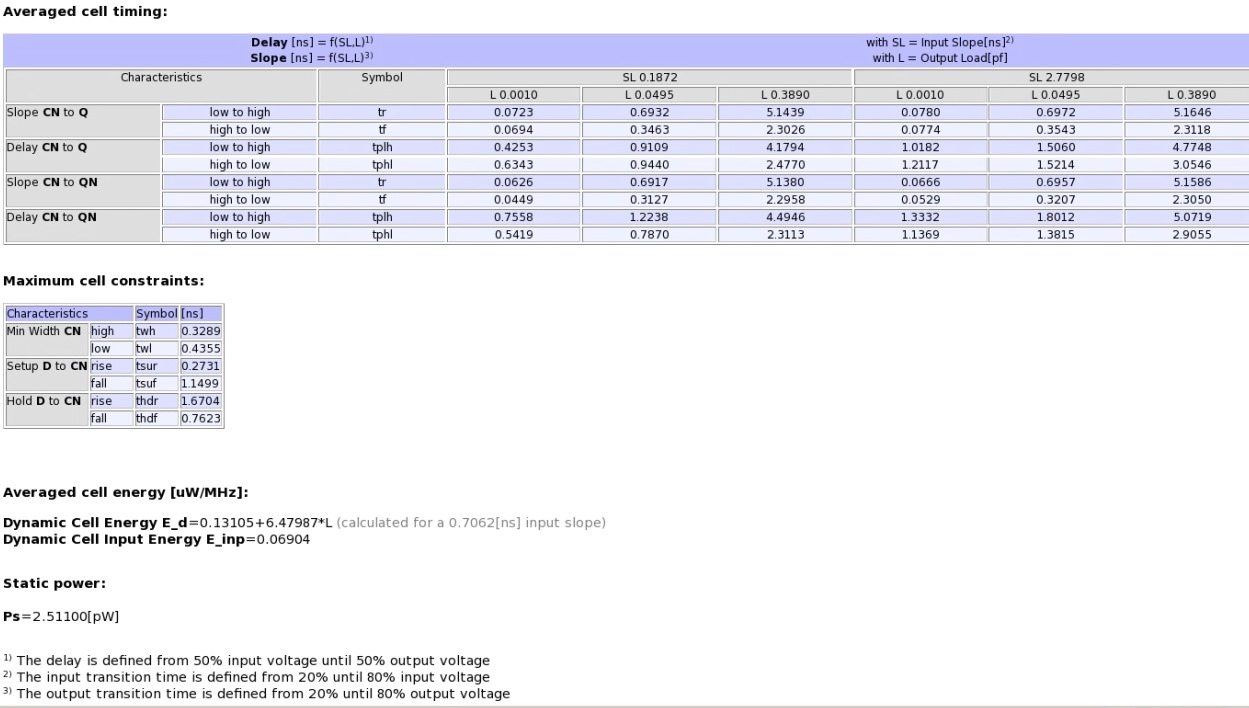 Averaged cell timing:
Delay [ns] = f(SL,L)1) with SL = Input Slope[ns]2)
Slope [ns] = f(SL,L)3) with L = Output Load[pf]
Characteristics Symbol SL 0.1872 SL 2.7798
L 0.0010 L 0.0495 L 0.3890 L 0.0010 L 0.0495 L 0.3890
Slope CN to Q low to high tr 0.0723 0.6932 5.1439 0.0780 0.6972 5.1646
high to low tf 0.0694 0.3463 2.3026 0.0774 0.3543 2.3118
Delay CN to Q low to high tplh 0.4253 0.9109 4.1794 1.0182 1.5060 4.7748
high to low tphl 0.6343 0.9440 2.4770 1.2117 1.5214 3.0546
Slope CN to QN low to high tr 0.0626 0.6917 5.1380 0.0666 0.6957 5.1586
high to low tf 0.0449 0.3127 2.2958 0.0529 0.3207 2.3050
Delay CN to QN low to high tplh 0.7558 1.2238 4.4946 1.3332 1.8012 5.0719
high to low tphl 0.5419 0.7870 2.3113 1.1369 1.3815 2.9055
Maximum cell constraints:
Characteristics Symbol [ns]
Min Width CN high twh 0.3289
low twl 0.4355
Setup D to CN rise tsur 0.2731
fall tsuf 1.1499
Hold D to CN rise thdr 1.6704
fall thdf 0.7623
Averaged cell energy [uW/MHz]:
Dynamic Cell Energy E_d=0.13105+6.47987*L (calculated for a 0.7062[ns] input slope)
Dynamic Cell Input Energy E_inp=0.06904
Static power:
Ps=2.51100[pW]
1) The delay is defined from 50% input voltage until 50% output voltage
2) The input transition time is defined from 20% until 80% input voltage
3) The output transition time is defined from 20% until 80% output voltage